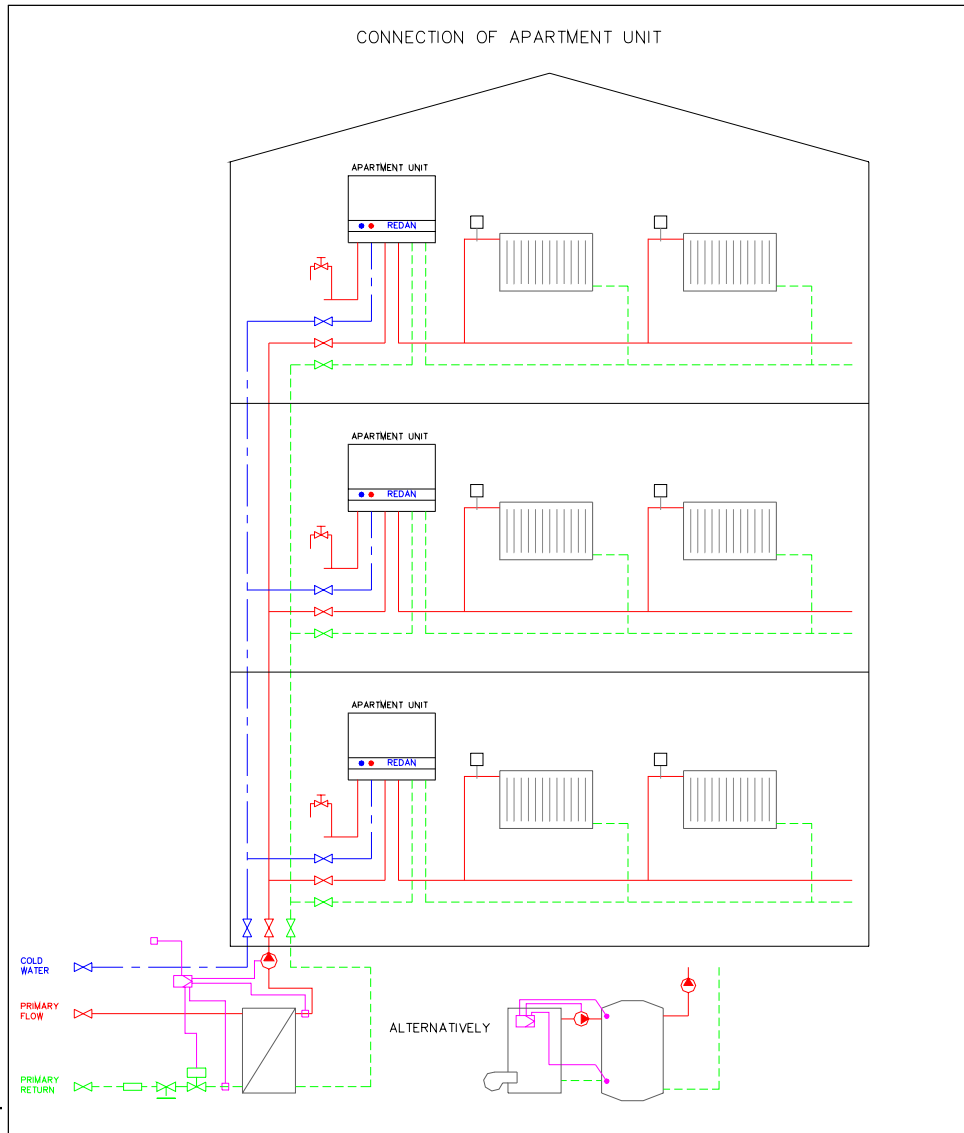 CONNECTION OF APARTMENT UNIT
APARTMENT UNIT
REDAN
APARTMENT UNIT
REDAN
APARTMENT UNIT
REDAN
COLD
WATER
PRIMARY
FLOW
ALTERNATIVELY
PRIMARY
RETURN